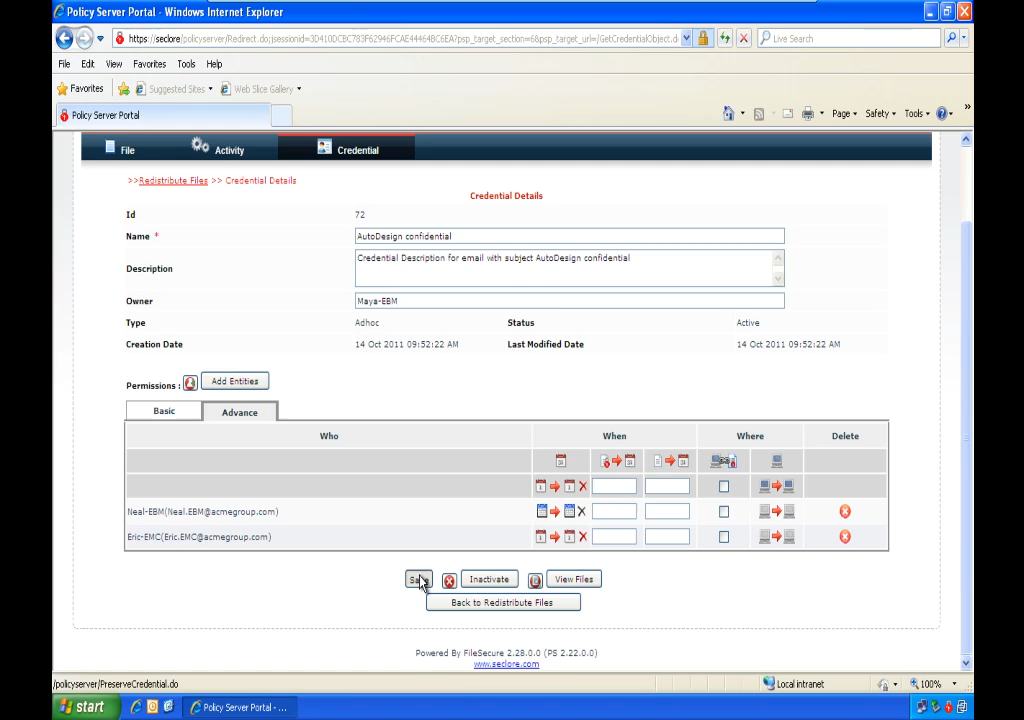 Policy Server Portal - Windows Internet Explorer
https://seclore/policyserver/Redirect.do;jsessionid=3D410DCBC783F62946FCAE44464BC6EA?psp_target_section=6&psp_target_url=/GetCredentialObject.d
Live Search
File Edit View Favorites Tools Help
Favorites Suggested Sites Web Slice Gallery
Policy Server Portal
Page Safety Tools »
File Activity Credential
>>Redistribute Files >> Credential Details
Credential Details
Id 72
Name * AutoDesign confidential
Description Credential Description for email with subject AutoDesign confidential
Owner Maya-EBM
Type Adhoc Status Active
Creation Date 14 Oct 2011 09:52:22 AM Last Modified Date 14 Oct 2011 09:52:22 AM
Permissions : Add Entities
Basic Advance
Who When Where Delete
Neal-EBM(Neal.EBM@acmegroup.com)
Eric-EMC(Eric.EMC@acmegroup.com)
Inactivate View Files
Back to Redistribute Files
Powered By FileSecure 2.28.0.0 (PS 2.22.0.0)
www.seclore.com
/policyserver/PreserveCredential.do Local intranet 100%
start Policy Server Portal - ...